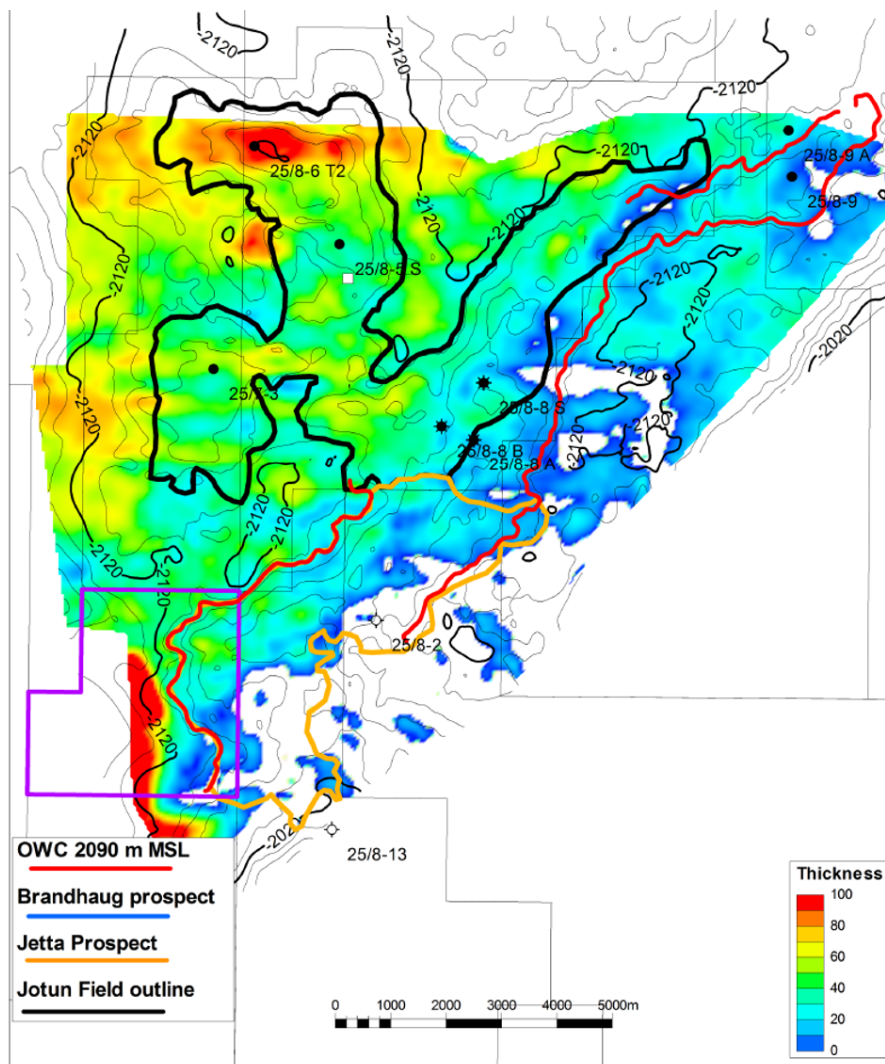 -2120
-2120
-2120
-2120
25/8-9 A
25/8-6 T2
25/8-9
-2120
-2120
25/8-5 S
-2120
-2120
-2120
-2020
-2120
25/7-3
-2120
25/8-8 S
-2120
25/8-8 B
25/8-8 A
-2120
-2120
-2120
25/8-2
-2120
-2020
25/8-13
OWC 2090 m MSL
Brandhaug prospect
Jetta Prospect
Jotun Field outline
Thickness
100
80
60
40
20
0
0 1000 2000 3000 4000 5000m